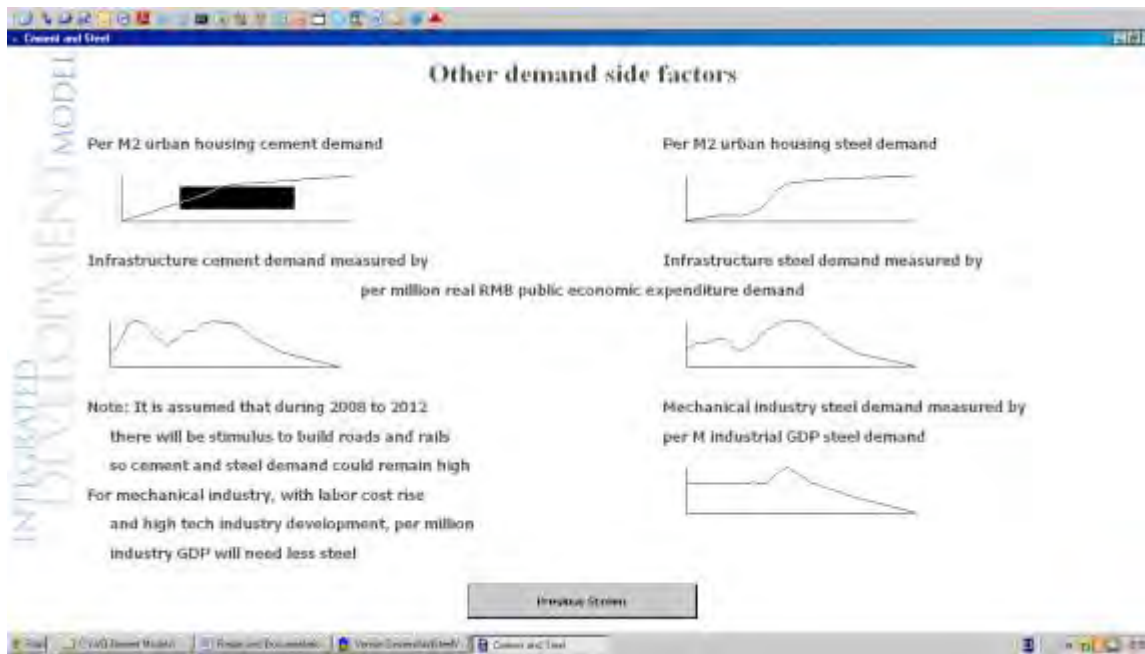 Cement and Steel
INTEGRATED
DEVELOPMENT MODEL
Other demand side factors
Per M2 urban housing cement demand
Per M2 urban housing steel demand
Infrastructure cement demand measured by
Infrastructure steel demand measured by
per million real RMB public economic expenditure demand
Note: It is assumed that during 2008 to 2012
there will be stimulus to build roads and rails
so cement and steel demand could remain high
For mechanical industry, with labor cost rise
and high tech industry development, per million
industry GDP will need less steel
Mechanical industry steel demand measured by
per M industrial GDP steel demand
Previous Screen
Cement and Steel